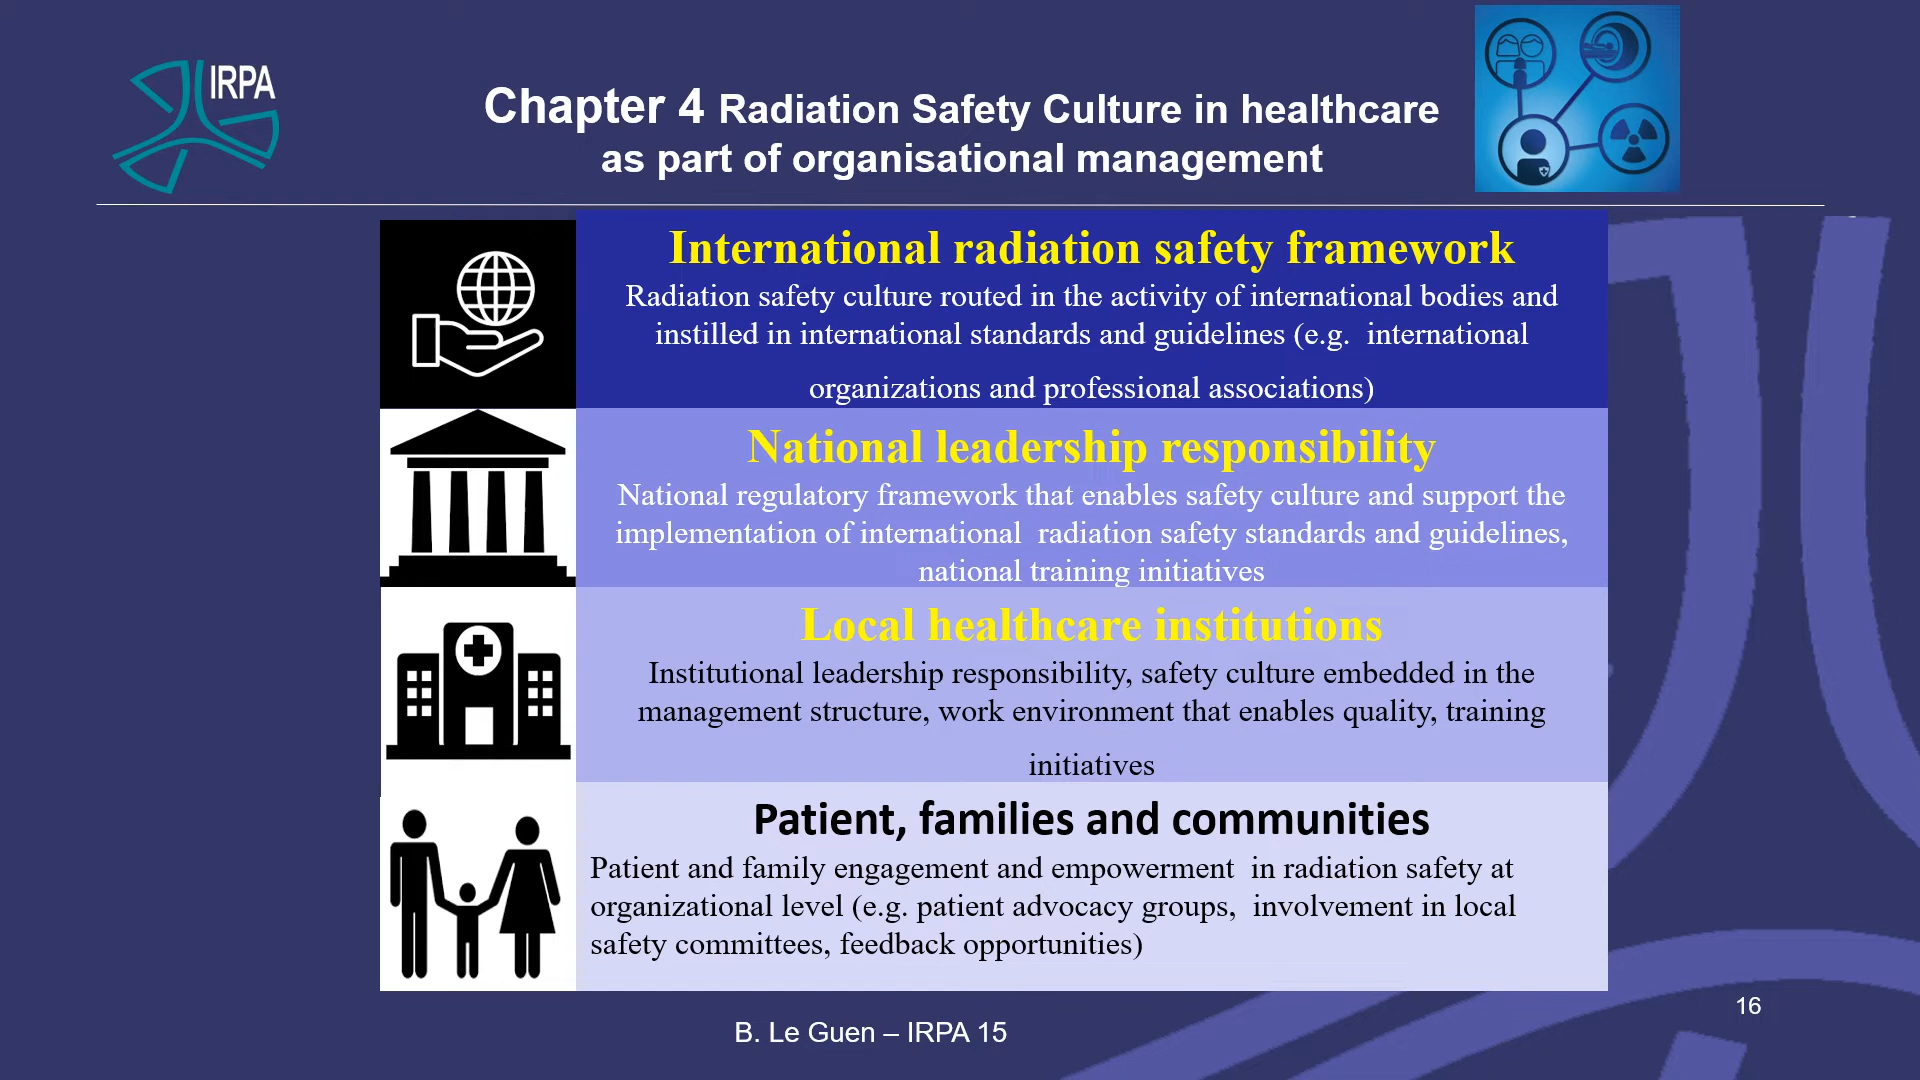 IRPA
Chapter 4 Radiation Safety Culture in healthcare
as part of organisational management
International radiation safety framework
Radiation safety culture routed in the activity of international bodies and
instilled in international standards and guidelines (e.g. international
organizations and professional associations)
National leadership responsibility
National regulatory framework that enables safety culture and support the
implementation of international radiation safety standards and guidelines,
national training initiatives
Local healthcare institutions
Institutional leadership responsibility, safety culture embedded in the
management structure, work environment that enables quality, training
initiatives
Patient, families and communities
Patient and family engagement and empowerment in radiation safety at
organizational level (e.g. patient advocacy groups, involvement in local
safety committees, feedback opportunities)
16
B. Le Guen – IRPA 15